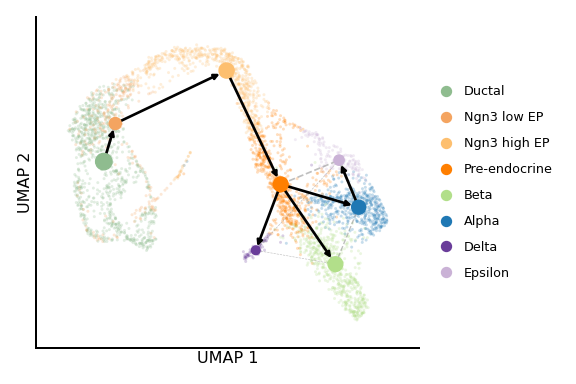 UMAP 2
UMAP 1
Ductal
Ngn3 low EP
Ngn3 high EP
Pre-endocrine
Beta
Alpha
Delta
Epsilon